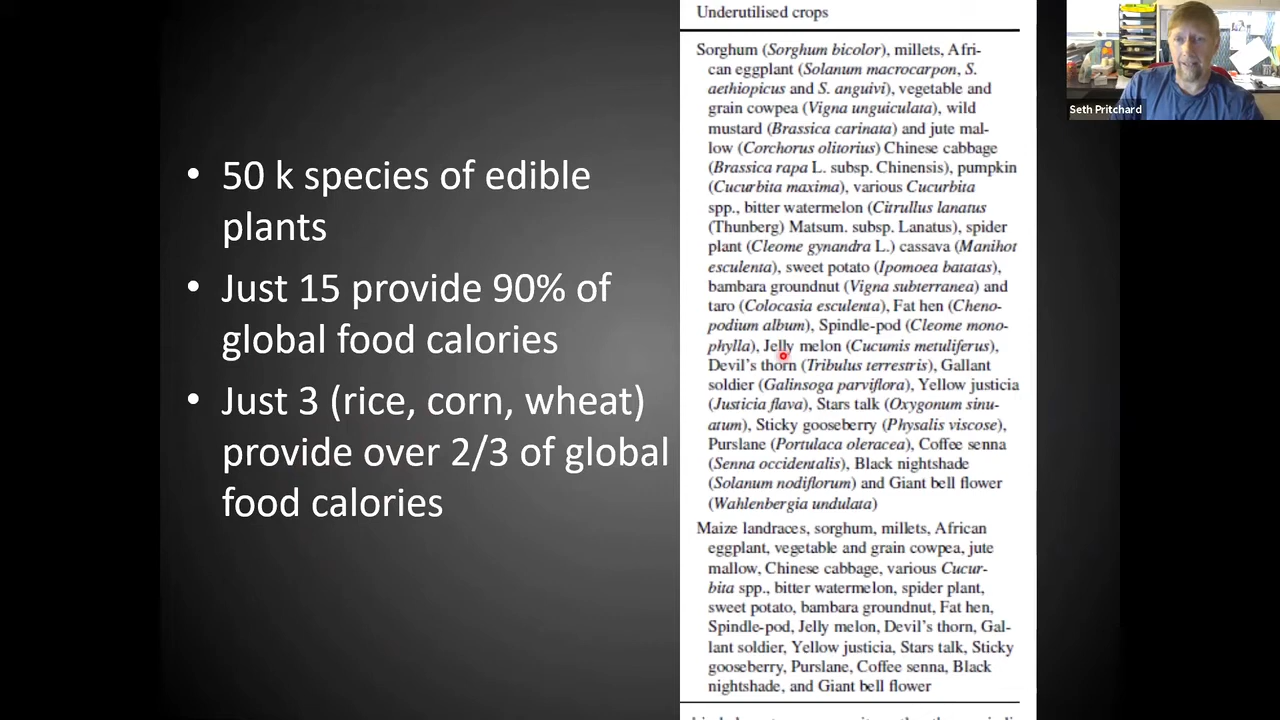 • 50 k species of edible
plants
• Just 15 provide 90% of
global food calories
• Just 3 (rice, corn, wheat)
provide over 2/3 of global
food calories
Underutilised crops
Sorghum (Sorghum bicolor), millets, Afri-
can eggplant (Solanum macrocarpon, S.
aethiopicus and S. anguivi), vegetable and
grain cowpea (Vigna unguiculata), wild
mustard (Brassica carinata) and jute mal-
low (Corchorus olitorius) Chinese cabbage
(Brassica rapa L. subsp. Chinensis), pumpkin
(Cucurbita maxima), various Cucurbita
spp., bitter watermelon (Citrullus lanatus
(Thunberg) Matsum. subsp. Lanatus), spider
plant (Cleome gynandra L.) cassava (Manihot
esculenta), sweet potato (Ipomoea batatas),
bambara groundnut (Vigna subterranea) and
taro (Colocasia esculenta), Fat hen (Cheno-
podium album), Spindle-pod (Cleome mono-
phylla), Jelly melon (Cucumis metuliferus),
Devil's thorn (Tribulus terrestris), Gallant
soldier (Galinsoga parviflora), Yellow justicia
(Justicia flava), Stars talk (Oxygonum sinu-
atum), Sticky gooseberry (Physalis viscose),
Purslane (Portulaca oleracea), Coffee senna
(Senna occidentalis), Black nightshade
(Solanum nodiflorum) and Giant bell flower
(Wahlenbergia undulata)
Maize landraces, sorghum, millets, African
eggplant, vegetable and grain cowpea, jute
mallow, Chinese cabbage, various Cucur-
bita spp., bitter watermelon, spider plant,
sweet potato, bambara groundnut, Fat hen,
Spindle-pod, Jelly melon, Devil's thorn, Gal-
lant soldier, Yellow justicia, Stars talk, Sticky
gooseberry, Purslane, Coffee senna, Black
nightshade, and Giant bell flower
Seth Pritchard